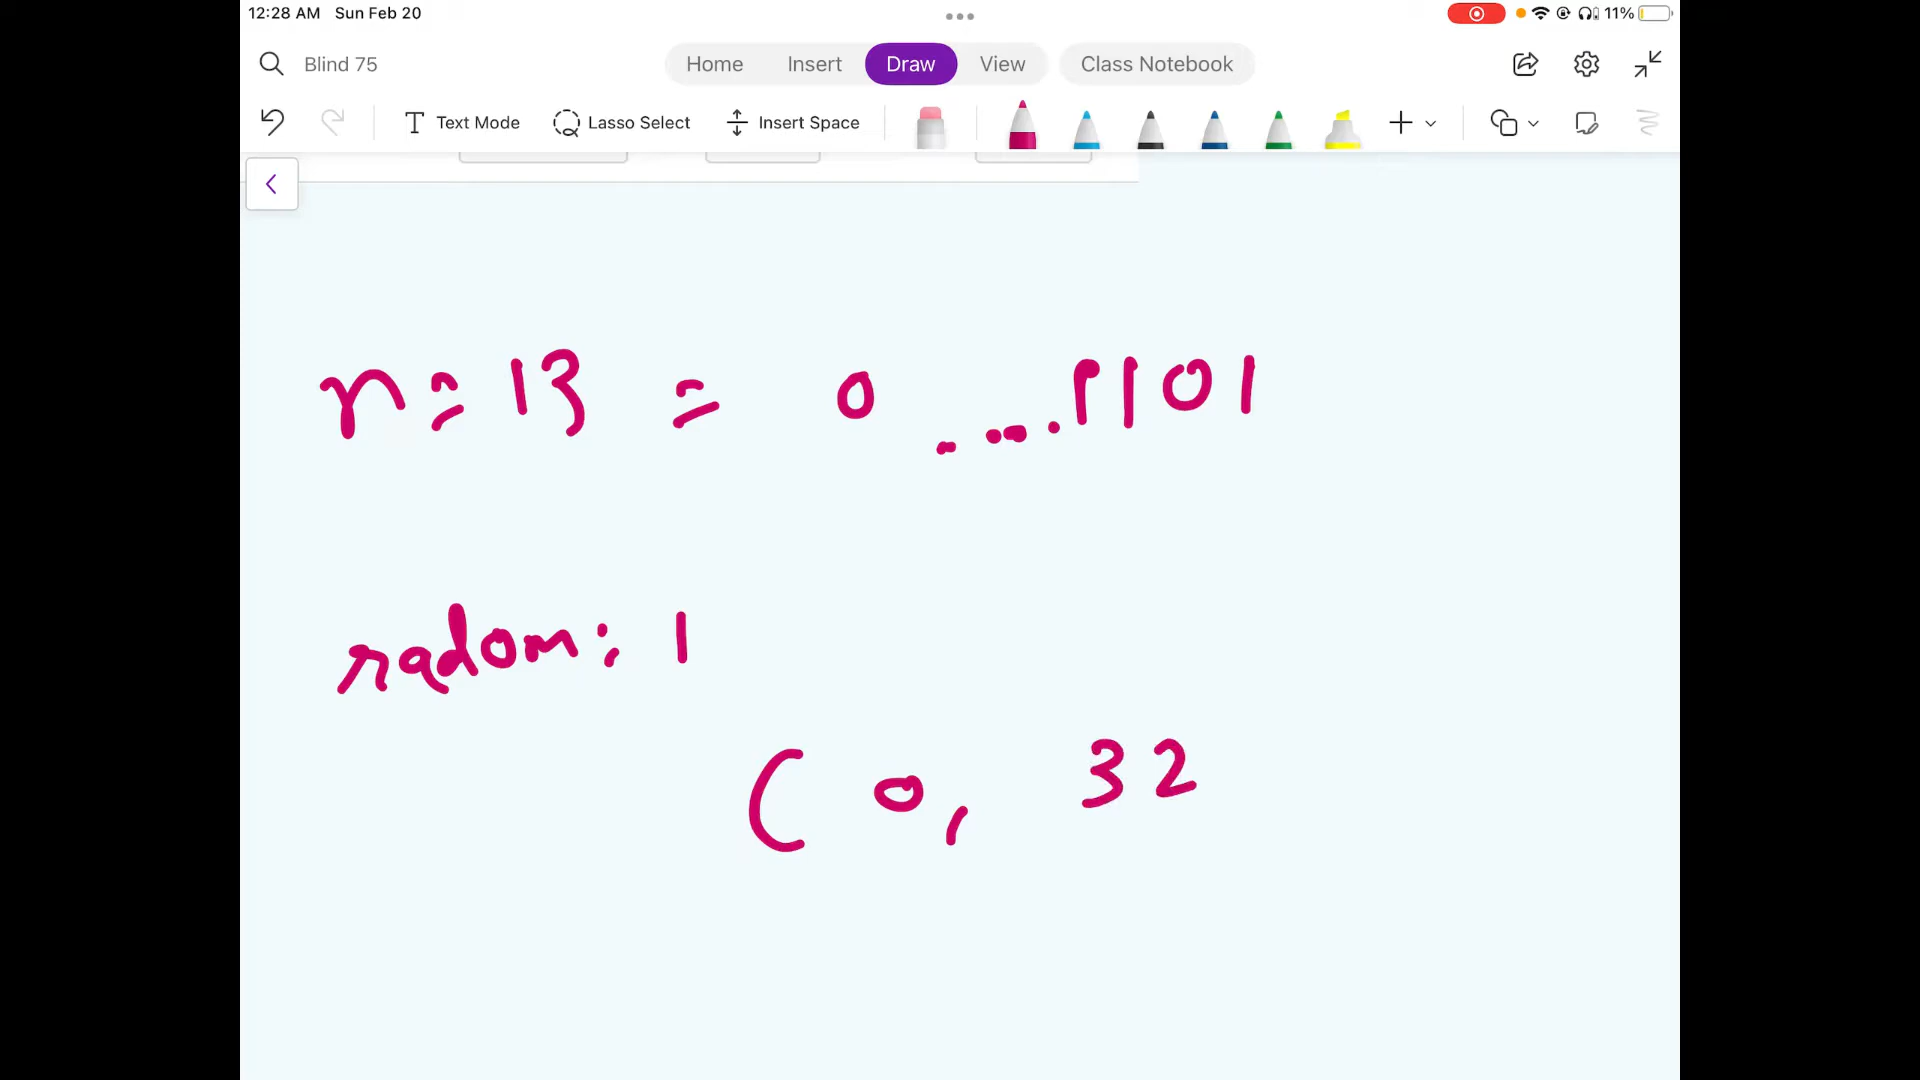 12:28 AM Sun Feb 20
11%
Blind 75
Home Insert Draw View Class Notebook
Text Mode Lasso Select Insert Space
n = 13 = 0 ....1101
radom: 1
( 0, 32